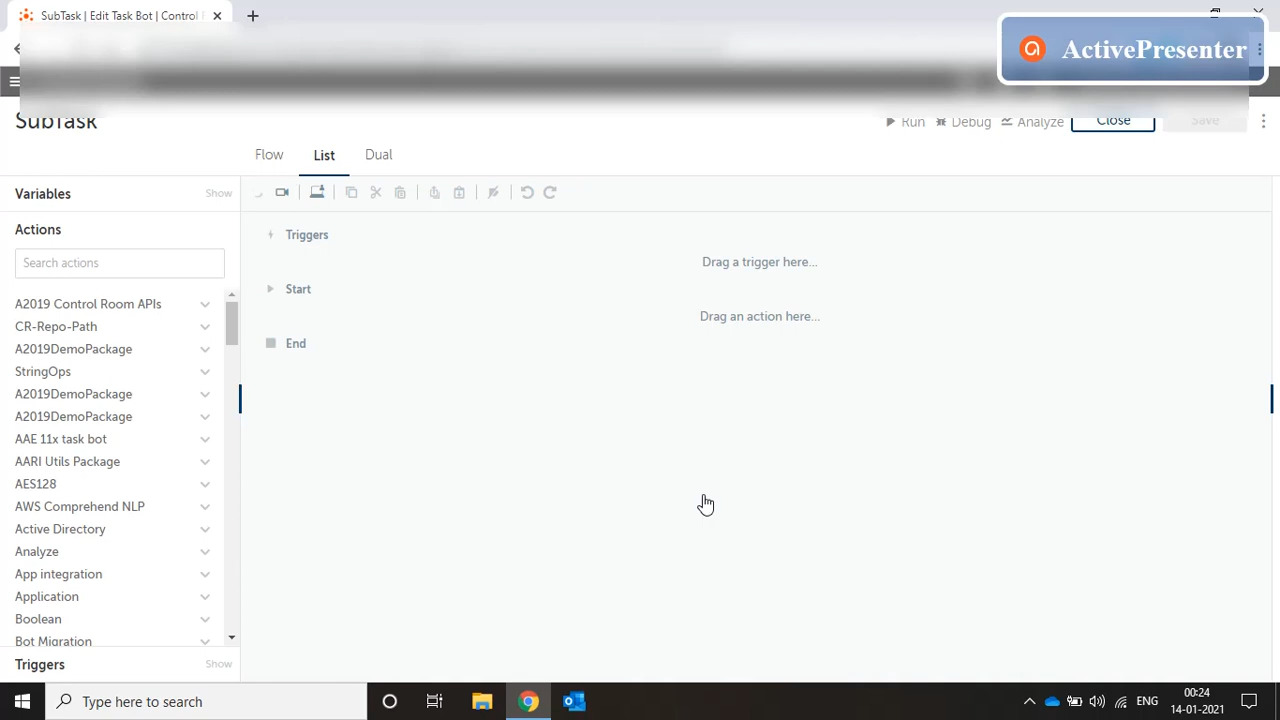 SubTask | Edit Task Bot | Control
ActivePresenter
SubTask
Run
Debug
Analyze
Close
Save
Flow
List
Dual
Variables
Show
Actions
Search actions
Triggers
Drag a trigger here...
Start
Drag an action here...
End
A2019 Control Room APIs
CR-Repo-Path
A2019DemoPackage
StringOps
A2019DemoPackage
A2019DemoPackage
AAE 11x task bot
AARI Utils Package
AES128
AWS Comprehend NLP
Active Directory
Analyze
App integration
Application
Boolean
Bot Migration
Triggers
Show
Type here to search
ENG
00:24
14-01-2021